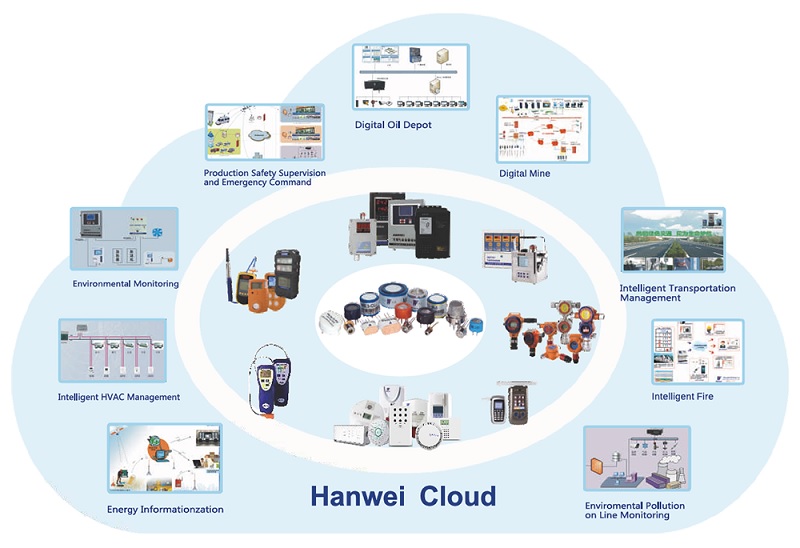 Digital Oil Depot
Production Safety Supervision
and Emergency Command
Digital Mine
Environmental Monitoring
Intelligent Transportation
Management
Intelligent HVAC Management
Intelligent Fire
Energy Informationzation
Enviromental Pollution
on Line Monitoring
Hanwei Cloud